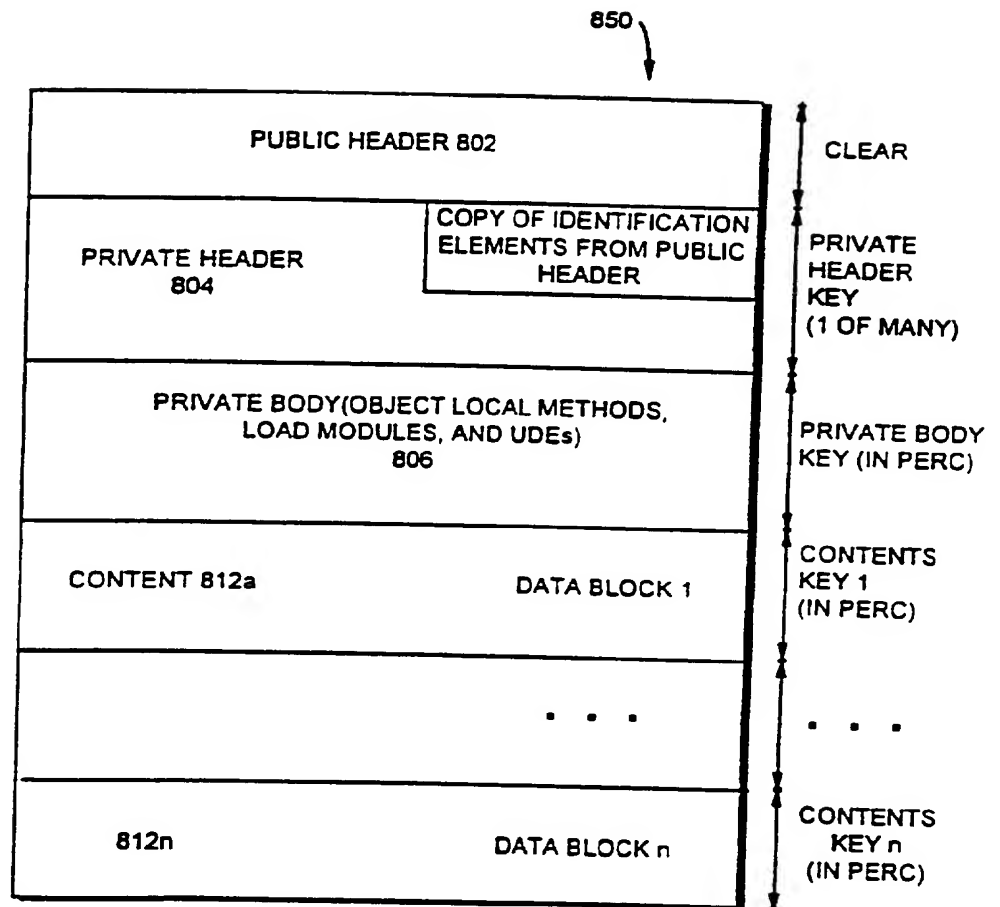 850
PUBLIC HEADER 802
CLEAR
PRIVATE HEADER
804
COPY OF IDENTIFICATION
ELEMENTS FROM PUBLIC
HEADER
PRIVATE
HEADER
KEY
(1 OF MANY)
PRIVATE BODY(OBJECT LOCAL METHODS,
LOAD MODULES, AND UDEs)
806
PRIVATE BODY
KEY (IN PERC)
CONTENT 812a
DATA BLOCK 1
CONTENTS
KEY 1
(IN PERC)
. . .
. . .
812n
DATA BLOCK n
CONTENTS
KEY n
(IN PERC)